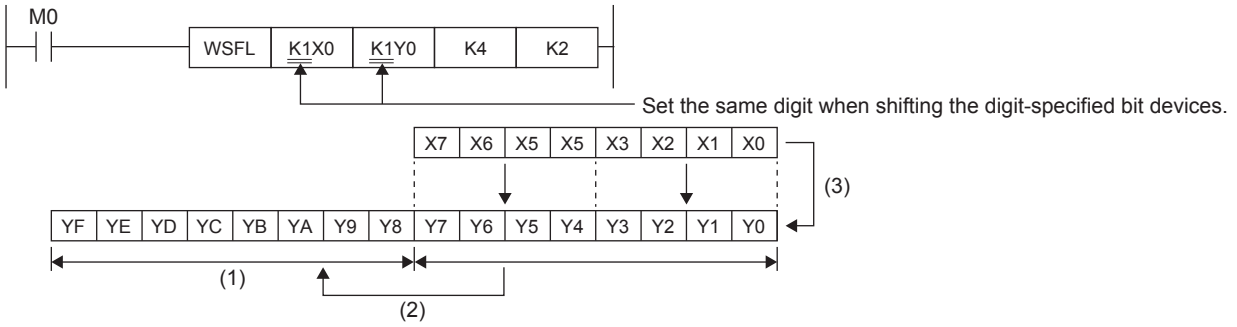 M0
WSFL K1X0 K1Y0 K4 K2
Set the same digit when shifting the digit-specified bit devices.
X7 X6 X5 X5 X3 X2 X1 X0
(3)
YF YE YD YC YB YA Y9 Y8 Y7 Y6 Y5 Y4 Y3 Y2 Y1 Y0
(1)
(2)